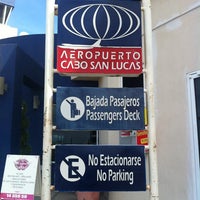 AEROPUERTO
CABO SAN LUCAS
Bajada Pasajeros
Passengers Deck
E
No Estacionarse
No Parking